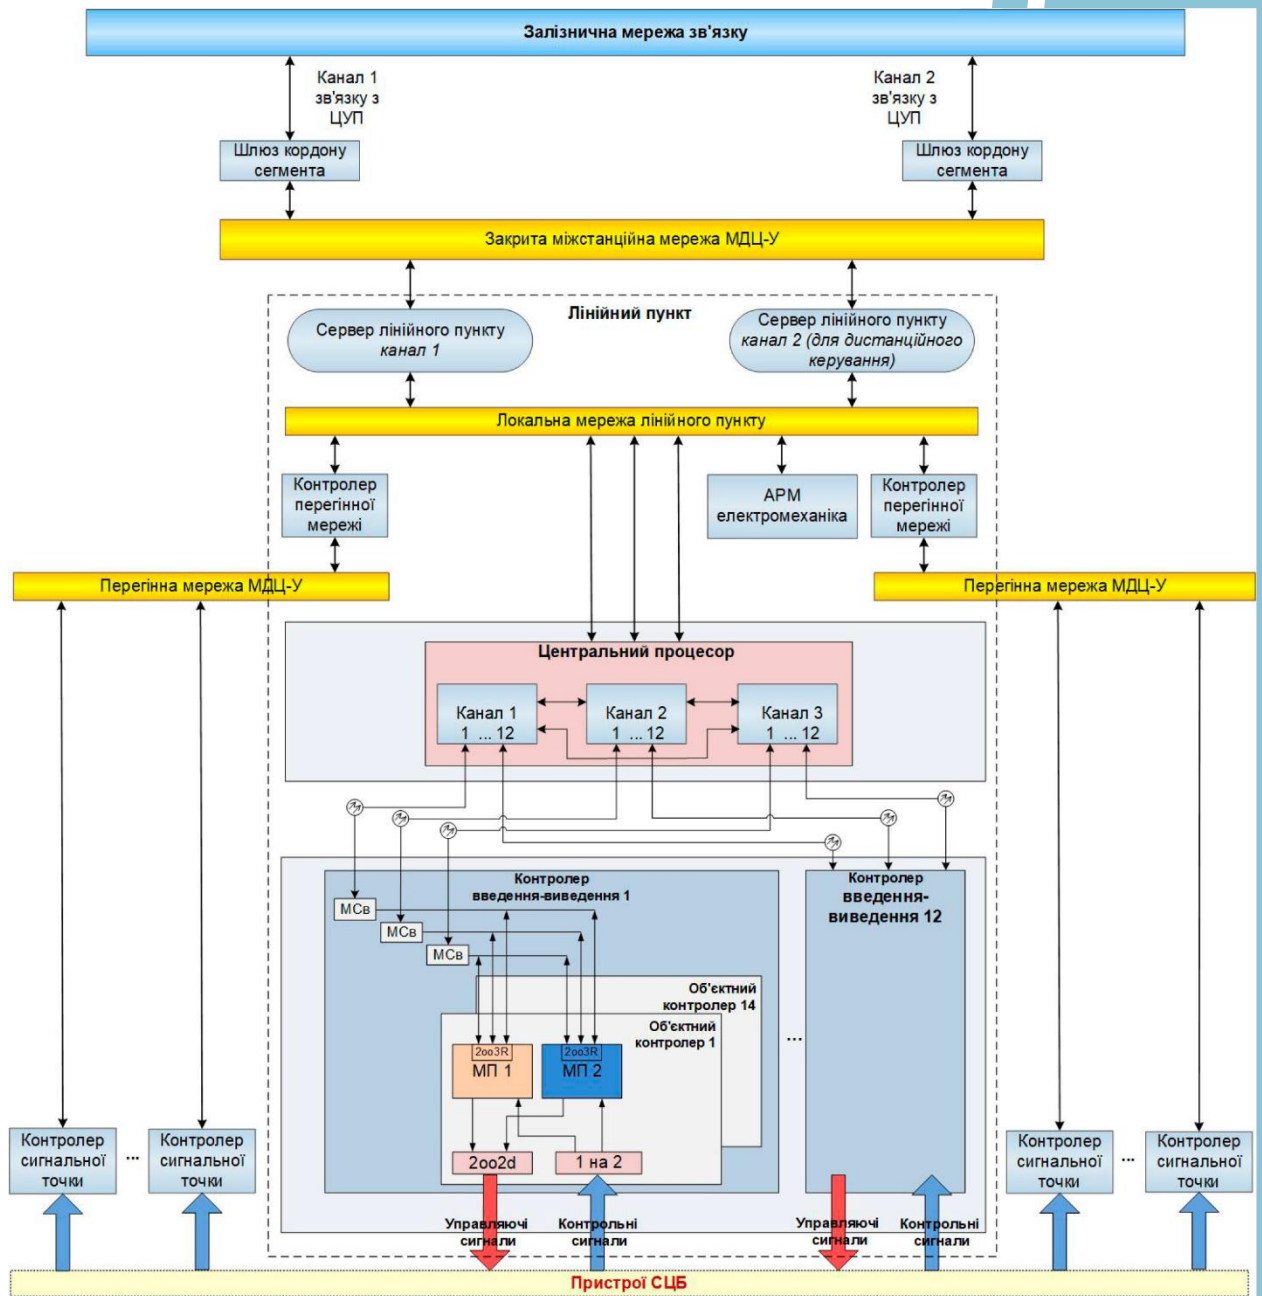 Залізнична мережа зв'язку
Канал 1
зв'язку з
ЦУП
Канал 2
зв'язку з
ЦУП
Шлюз кордону
сегмента
Шлюз кордону
сегмента
Закрита міжстанційна мережа МДЦ-У
Лінійний пункт
Сервер лінійного пункту
канал 1
Сервер лінійного пункту
канал 2 (для дистанційного
керування)
Локальна мережа лінійного пункту
Контролер
перегінної
мережі
АРМ
електромеханіка
Контролер
перегінної
мережі
Перегінна мережа МДЦ-У
Перегінна мережа МДЦ-У
Центральний процесор
Канал 1
1 ... 12
Канал 2
1 ... 12
Канал 3
1 ... 12
Контролер
введення-виведення 1
Контролер
введення-
виведення 12
МСв
МСв
МСв
Об'єктний
контролер 14
Об'єктний
контролер 1
...
2oo3R
МП 1
2oo3R
МП 2
2oo2d
1 на 2
Контролер
сигнальної
точки
...
Контролер
сигнальної
точки
Контролер
сигнальної
точки
...
Контролер
сигнальної
точки
Управляючі
сигнали
Контрольні
сигнали
Управляючі
сигнали
Контрольні
сигнали
Пристрої СЦБ